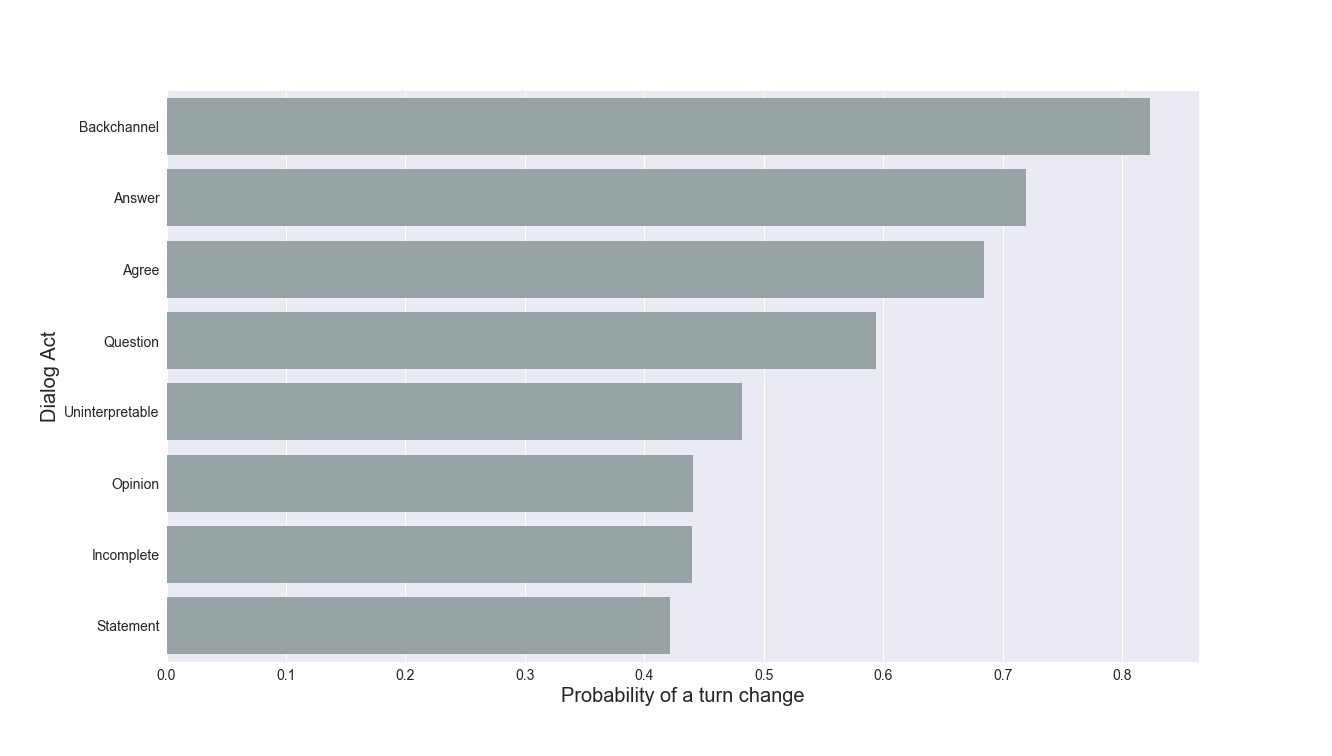 Backchannel
Answer
Agree
Question
Uninterpretable
Opinion
Incomplete
Statement
Dialog Act
0.0 0.1 0.2 0.3 0.4 0.5 0.6 0.7 0.8
Probability of a turn change